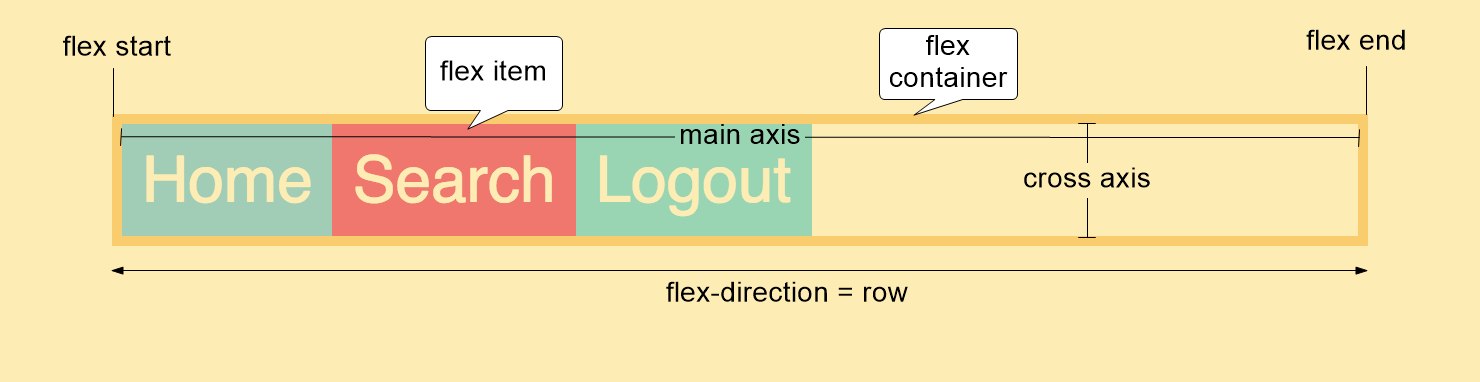 flex start
flex item
flex
container
flex end
main axis
Home Search Logout
cross axis
flex-direction = row